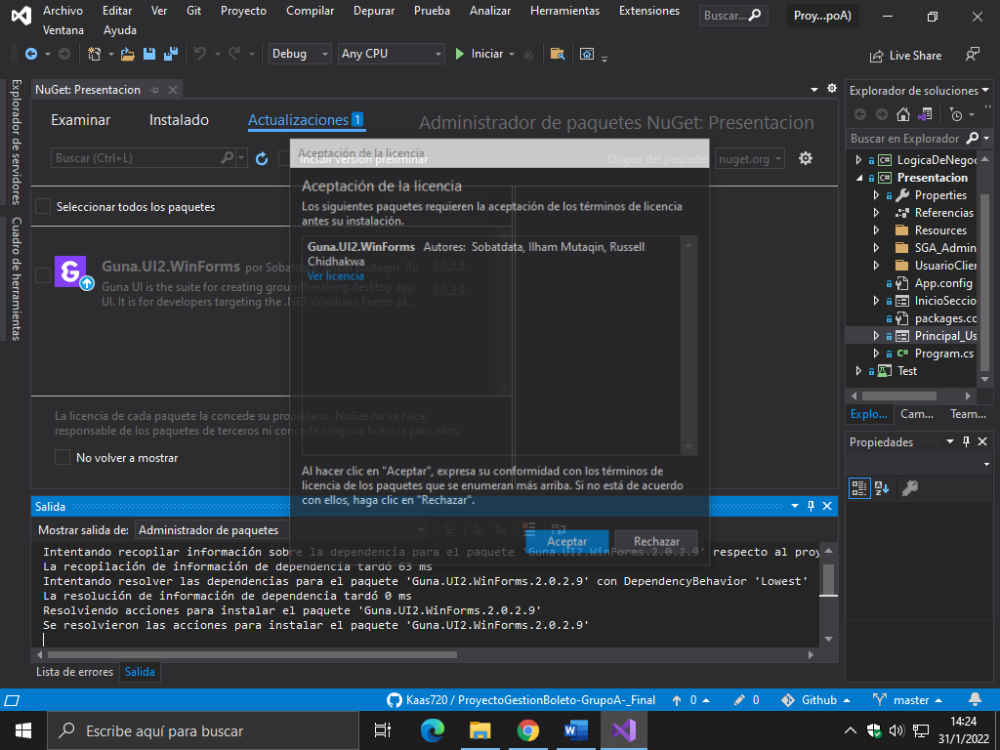 Archivo Editar Ver Git Proyecto Compilar Depurar Prueba Analizar Herramientas Extensiones
Ventana Ayuda
Buscar...
Proy...poA)
Debug Any CPU Iniciar Live Share
Explorador de servidores
Cuadro de herramientas
NuGet: Presentacion
Examinar Instalado Actualizaciones 1
Administrador de paquetes NuGet: Presentacion
Buscar (Ctrl+L)
Incluir versión preliminar
Origen del paquete
nuget.org
Seleccionar todos los paquetes
Guna.UI2.WinForms por
2.0.2.8
Guna UI is the suite for creating groundbreaking desktop app
2.0.2.9
UI. It is for developers targeting the .NET Windows Forms pl...
La licencia de cada paquete la concede su propietario. NuGet no se hace
responsable de los paquetes de terceros ni concede ninguna licencia para ellos.
No volver a mostrar
Aceptación de la licencia
Aceptación de la licencia
Los siguientes paquetes requieren la aceptación de los términos de licencia
antes su instalación.
Guna.UI2.WinForms Autores: Sobatdata, Ilham Mutaqin, Russell
Chidhakwa
Ver licencia
Al hacer clic en "Aceptar", expresa su conformidad con los términos de
licencia de los paquetes que se enumeran más arriba. Si no está de acuerdo
con ellos, haga clic en "Rechazar".
Aceptar Rechazar
Salida
Mostrar salida de: Administrador de paquetes
Intentando recopilar información sobre la dependencia para el paquete 'Guna.UI2.WinForms.2.0.2.9' respecto al proy
La recopilación de información de dependencia tardó 63 ms
Intentando resolver las dependencias para el paquete 'Guna.UI2.WinForms.2.0.2.9' con DependencyBehavior 'Lowest'
La resolución de información de dependencia tardó 0 ms
Resolviendo acciones para instalar el paquete 'Guna.UI2.WinForms.2.0.2.9'
Se resolvieron las acciones para instalar el paquete 'Guna.UI2.WinForms.2.0.2.9'
Lista de errores Salida
Explorador de soluciones
Buscar en Explorador
LogicaDeNegoc
Presentacion
Properties
Referencias
Resources
SGA_Admin
UsuarioClier
App.config
InicioSeccio
packages.cc
Principal_Us
Program.cs
Test
Explo... Cam... Team...
Propiedades
Kaas720 / ProyectoGestionBoleto-GrupoA-_Final 0 0 Github master
Escribe aquí para buscar
14:24
31/1/2022